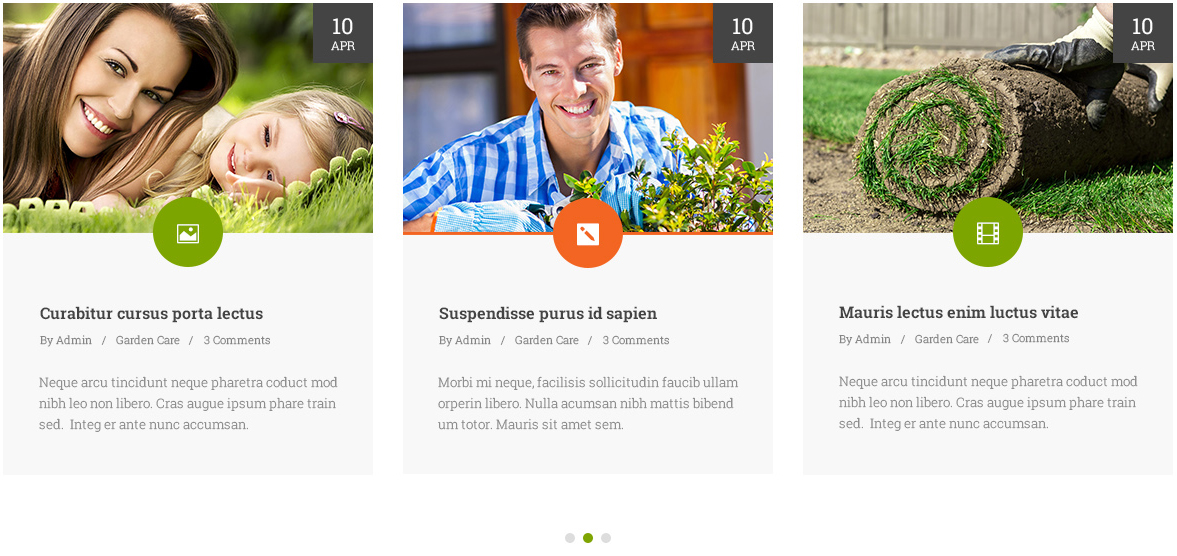 10
APR
Curabitur cursus porta lectus
By Admin / Garden Care / 3 Comments
Neque arcu tincidunt neque pharetra coduct mod
nibh leo non libero. Cras augue ipsum phare train
sed. Integ er ante nunc accumsan.
10
APR
Suspendisse purus id sapien
By Admin / Garden Care / 3 Comments
Morbi mi neque, facilisis sollicitudin faucib ullam
orperin libero. Nulla acumsan nibh mattis bibend
um totor. Mauris sit amet sem.
10
APR
Mauris lectus enim luctus vitae
By Admin / Garden Care / 3 Comments
Neque arcu tincidunt neque pharetra coduct mod
nibh leo non libero. Cras augue ipsum phare train
sed. Integ er ante nunc accumsan.